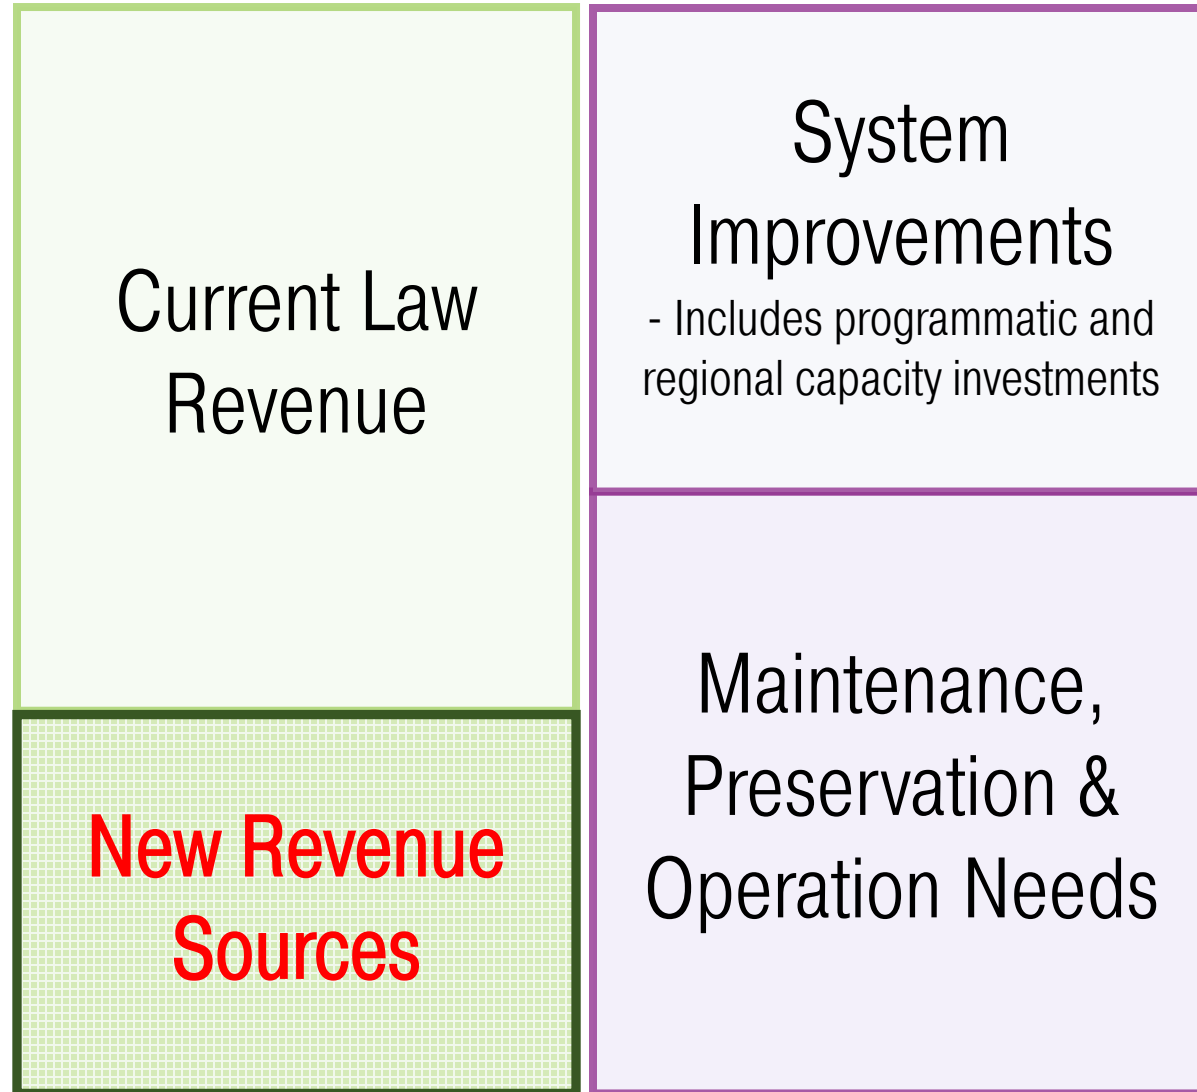 Current Law
Revenue
New Revenue
Sources
System
Improvements
- Includes programmatic and
regional capacity investments
Maintenance,
Preservation &
Operation Needs